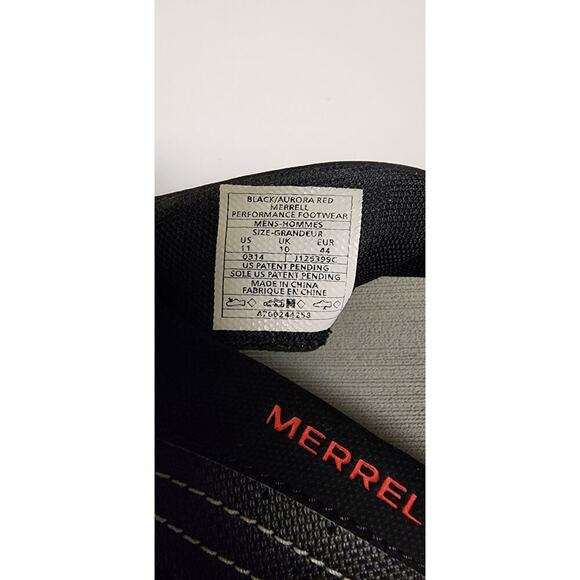 BLACK/AURORA RED
MERRELL
PERFORMANCE FOOTWEAR
MENS-HOMMES
SIZE-GRANDEUR
US UK EUR
11 10 44
0314 J125399C
US PATENT PENDING
SOLE US PATENT PENDING
MADE IN CHINA
FABRIQUE EN CHINE
MERREL